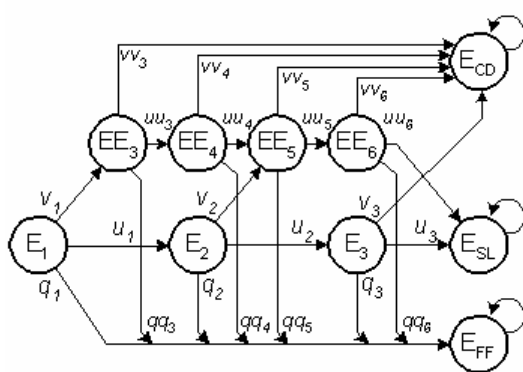 vv3 vv4 vv5 vv6 ECD
uu3 uu4 uu5 uu6
EE3 EE4 EE5 EE6
v1 v2 v3
E1 u1 E2 u2 E3 u3 ESL
q1 q2 q3
qq3 qq4 qq5 qq6
EFF